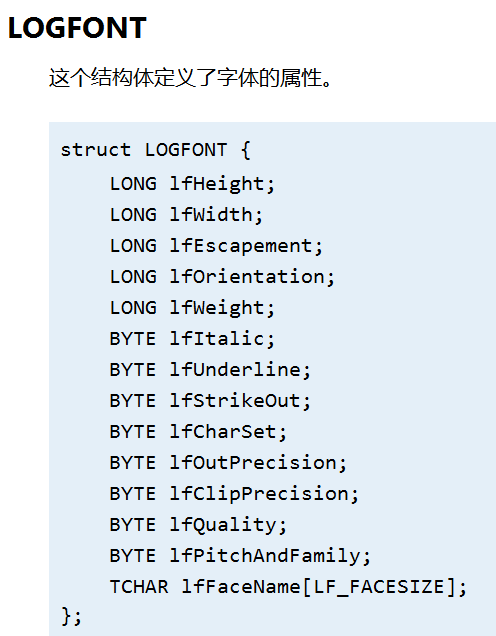 LOGFONT
这个结构体定义了字体的属性。
struct LOGFONT {
    LONG lfHeight;
    LONG lfWidth;
    LONG lfEscapement;
    LONG lfOrientation;
    LONG lfWeight;
    BYTE lfItalic;
    BYTE lfUnderline;
    BYTE lfStrikeOut;
    BYTE lfCharSet;
    BYTE lfOutPrecision;
    BYTE lfClipPrecision;
    BYTE lfQuality;
    BYTE lfPitchAndFamily;
    TCHAR lfFaceName[LF_FACESIZE];
};